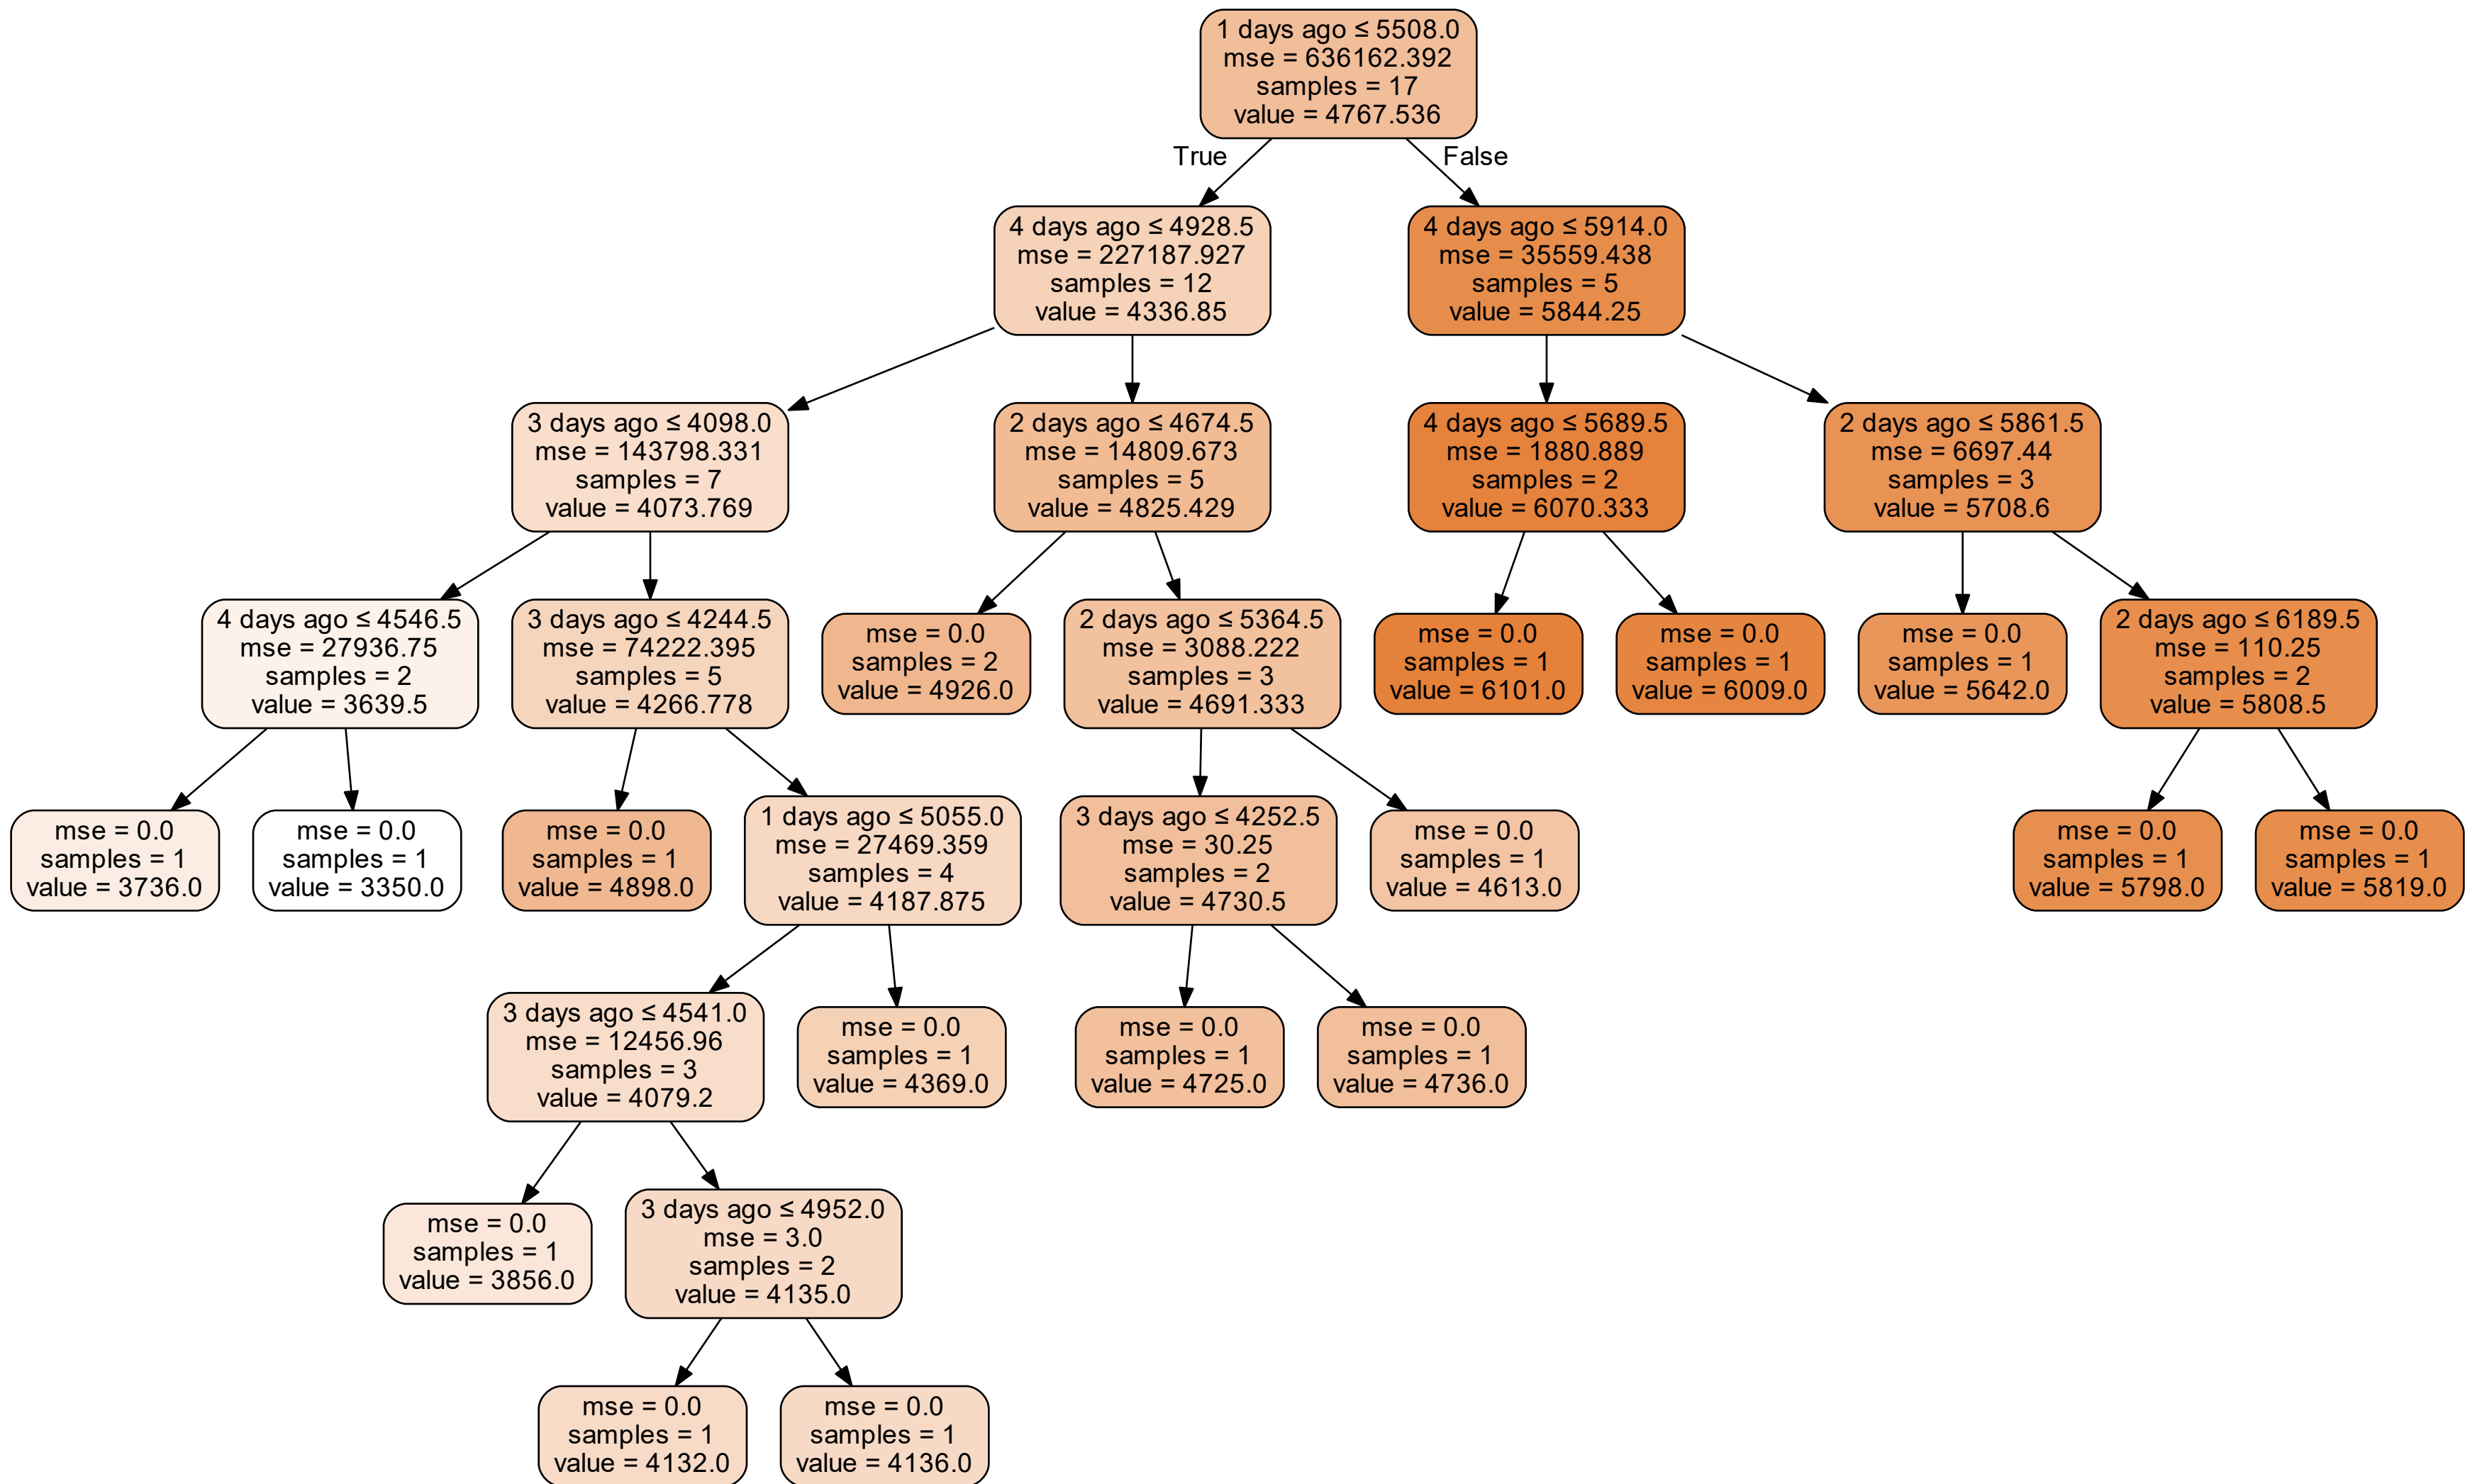 1 days ago ≤ 5508.0
mse = 636162.392
samples = 17
value = 4767.536
True
False
4 days ago ≤ 4928.5
mse = 227187.927
samples = 12
value = 4336.85
4 days ago ≤ 5914.0
mse = 35559.438
samples = 5
value = 5844.25
3 days ago ≤ 4098.0
mse = 143798.331
samples = 7
value = 4073.769
2 days ago ≤ 4674.5
mse = 14809.673
samples = 5
value = 4825.429
4 days ago ≤ 5689.5
mse = 1880.889
samples = 2
value = 6070.333
2 days ago ≤ 5861.5
mse = 6697.44
samples = 3
value = 5708.6
4 days ago ≤ 4546.5
mse = 27936.75
samples = 2
value = 3639.5
3 days ago ≤ 4244.5
mse = 74222.395
samples = 5
value = 4266.778
mse = 0.0
samples = 2
value = 4926.0
2 days ago ≤ 5364.5
mse = 3088.222
samples = 3
value = 4691.333
mse = 0.0
samples = 1
value = 6101.0
mse = 0.0
samples = 1
value = 6009.0
mse = 0.0
samples = 1
value = 5642.0
2 days ago ≤ 6189.5
mse = 110.25
samples = 2
value = 5808.5
mse = 0.0
samples = 1
value = 3736.0
mse = 0.0
samples = 1
value = 3350.0
mse = 0.0
samples = 1
value = 4898.0
1 days ago ≤ 5055.0
mse = 27469.359
samples = 4
value = 4187.875
3 days ago ≤ 4252.5
mse = 30.25
samples = 2
value = 4730.5
mse = 0.0
samples = 1
value = 4613.0
mse = 0.0
samples = 1
value = 5798.0
mse = 0.0
samples = 1
value = 5819.0
3 days ago ≤ 4541.0
mse = 12456.96
samples = 3
value = 4079.2
mse = 0.0
samples = 1
value = 4369.0
mse = 0.0
samples = 1
value = 4725.0
mse = 0.0
samples = 1
value = 4736.0
mse = 0.0
samples = 1
value = 3856.0
3 days ago ≤ 4952.0
mse = 3.0
samples = 2
value = 4135.0
mse = 0.0
samples = 1
value = 4132.0
mse = 0.0
samples = 1
value = 4136.0